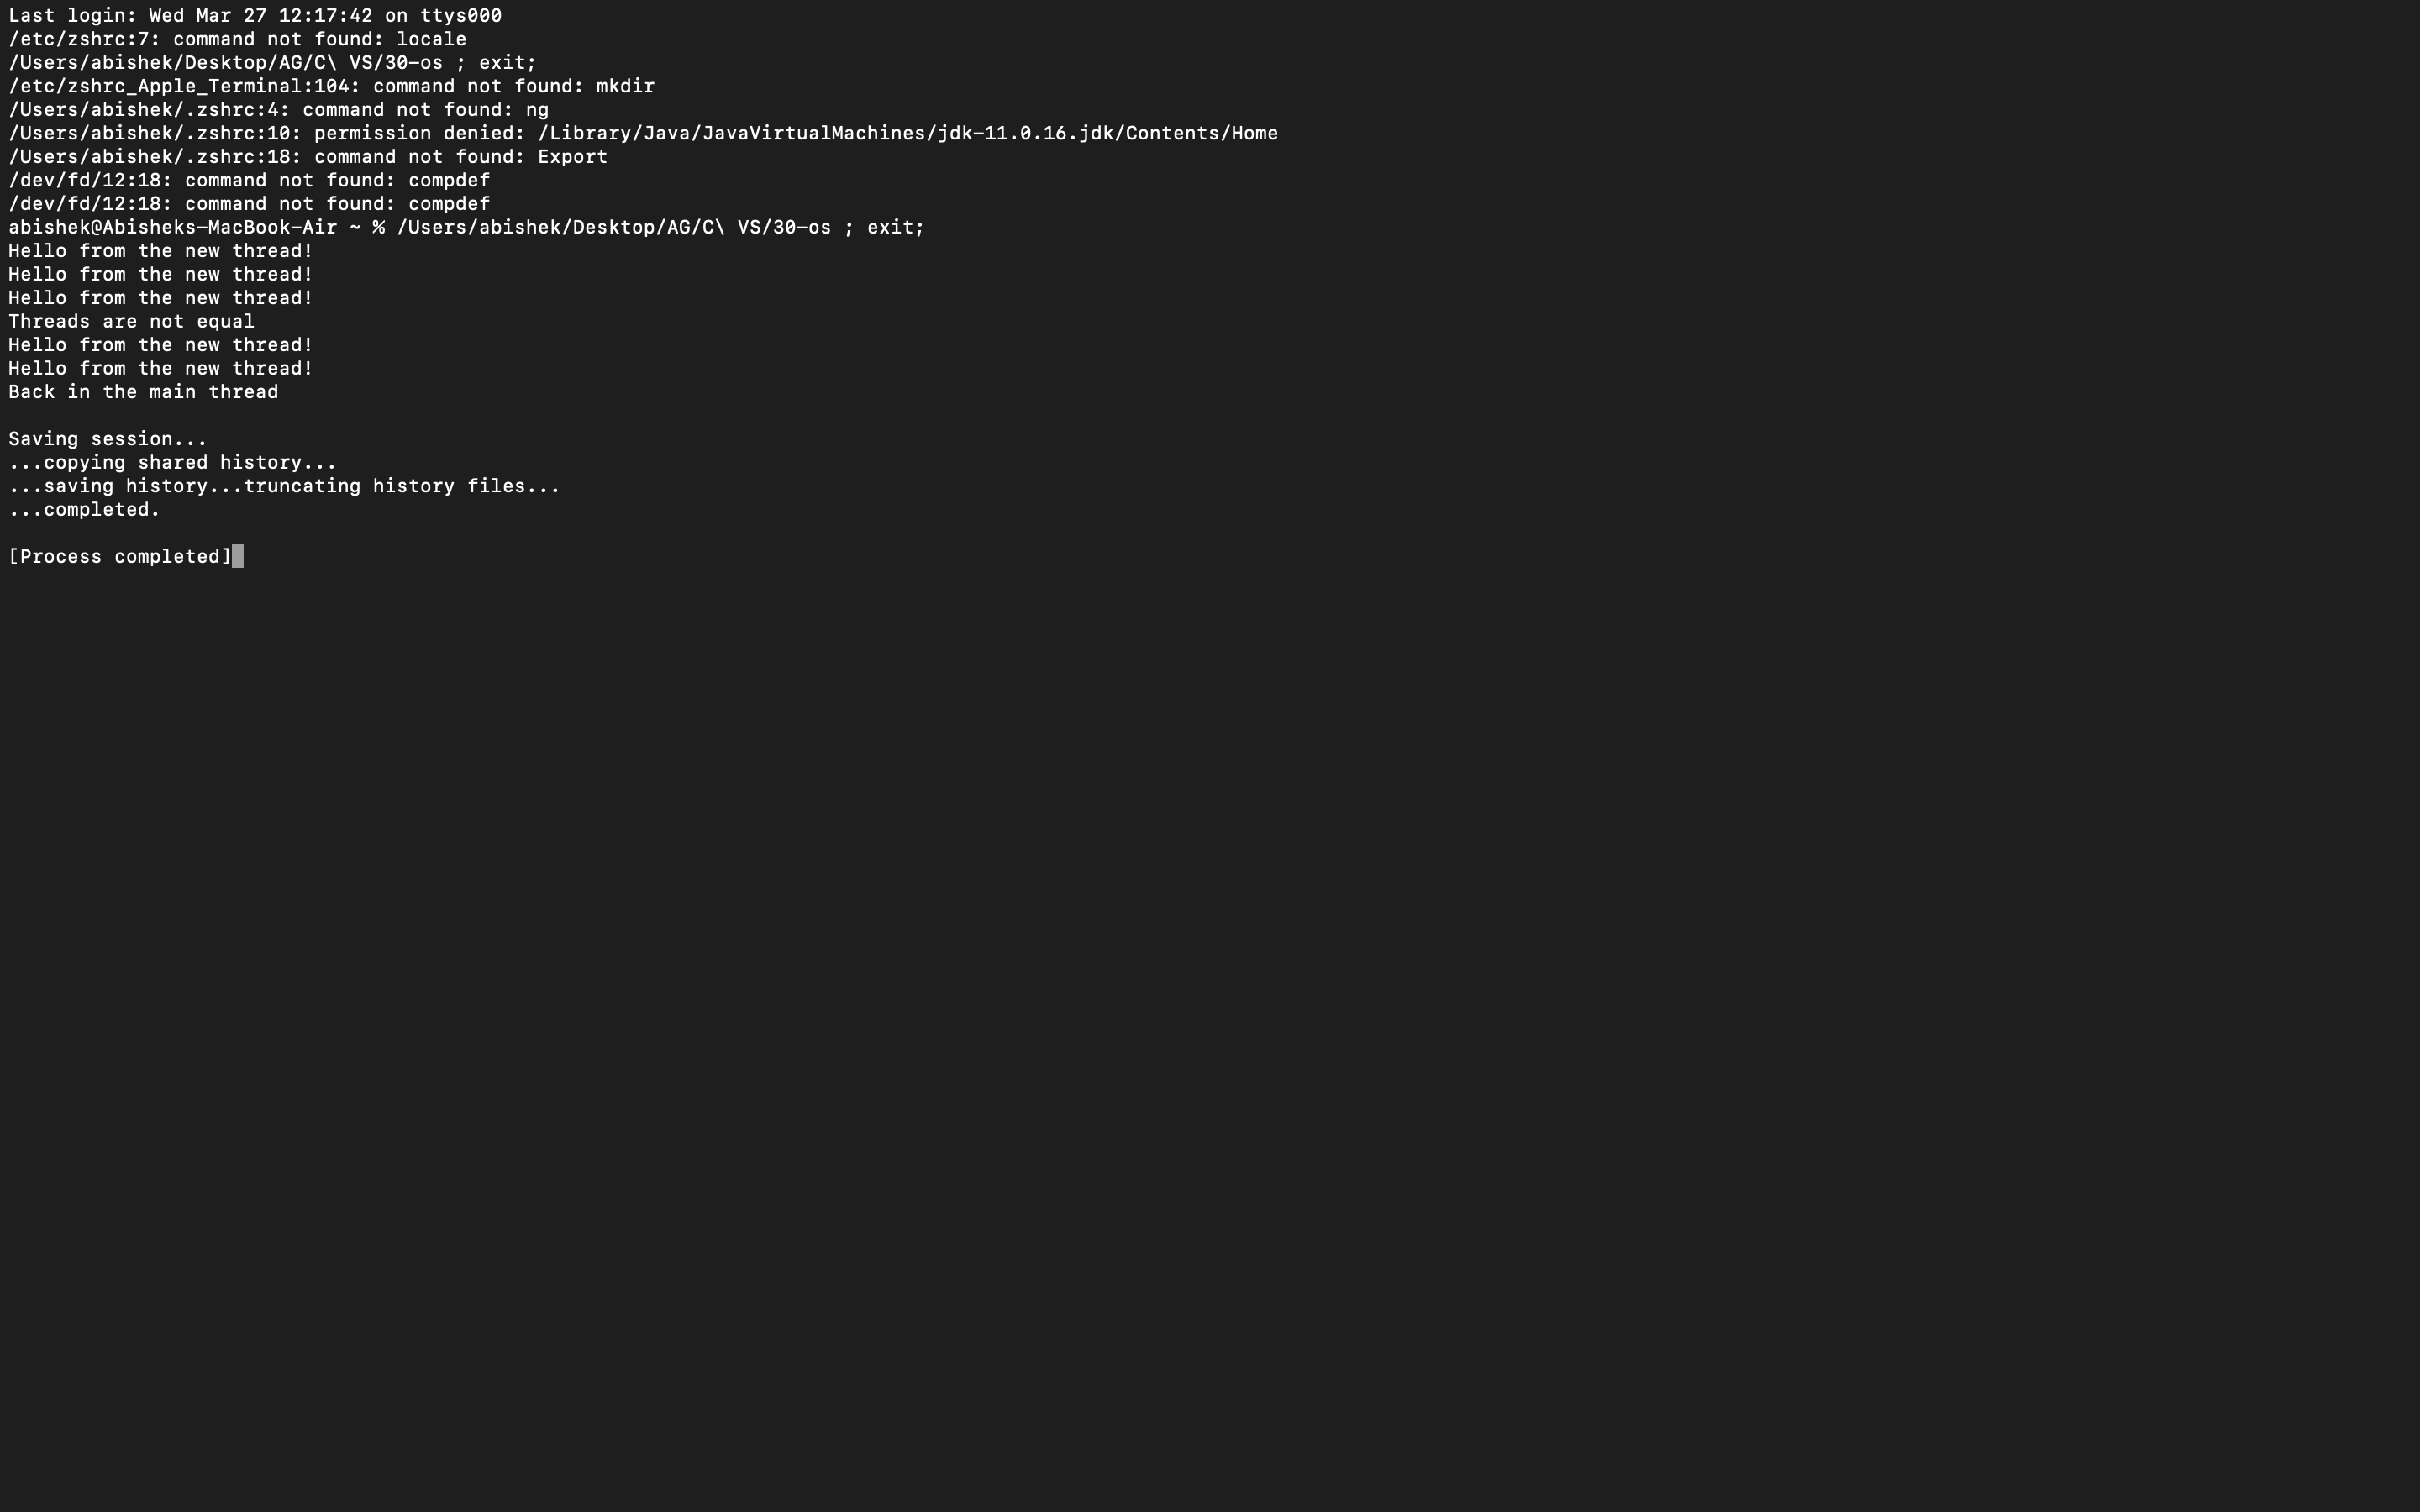 Last login: Wed Mar 27 12:17:42 on ttys000
/etc/zshrc:7: command not found: locale
/Users/abishek/Desktop/AG/C\ VS/30-os ; exit;
/etc/zshrc_Apple_Terminal:104: command not found: mkdir
/Users/abishek/.zshrc:4: command not found: ng
/Users/abishek/.zshrc:10: permission denied: /Library/Java/JavaVirtualMachines/jdk-11.0.16.jdk/Contents/Home
/Users/abishek/.zshrc:18: command not found: Export
/dev/fd/12:18: command not found: compdef
/dev/fd/12:18: command not found: compdef
abishek@Abisheks-MacBook-Air ~ % /Users/abishek/Desktop/AG/C\ VS/30-os ; exit;
Hello from the new thread!
Hello from the new thread!
Hello from the new thread!
Threads are not equal
Hello from the new thread!
Hello from the new thread!
Back in the main thread
Saving session...
...copying shared history...
...saving history...truncating history files...
...completed.
[Process completed]